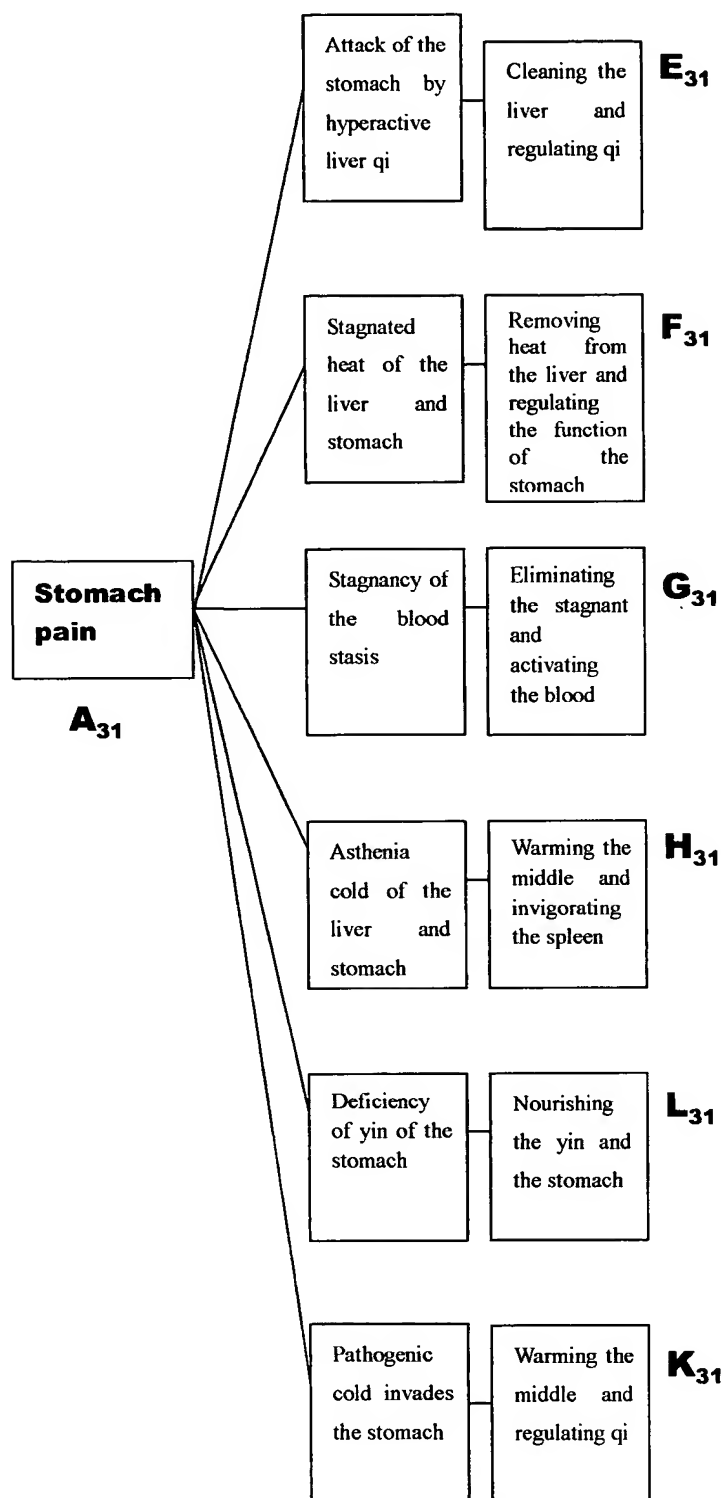 Attack of the
stomach by
hyperactive
liver qi
Cleaning the
liver and
regulating qi
E31
Stagnated
heat of the
liver and
stomach
Removing
heat from
the liver and
regulating
the function
of the
stomach
F31
Stomach
pain
A31
Stagnancy of
the blood
stasis
Eliminating
the stagnant
and
activating
the blood
G31
Asthenia
cold of the
liver and
stomach
Warming the
middle and
invigorating
the spleen
H31
Deficiency
of yin of the
stomach
Nourishing
the yin and
the stomach
L31
Pathogenic
cold invades
the stomach
Warming the
middle and
regulating qi
K31